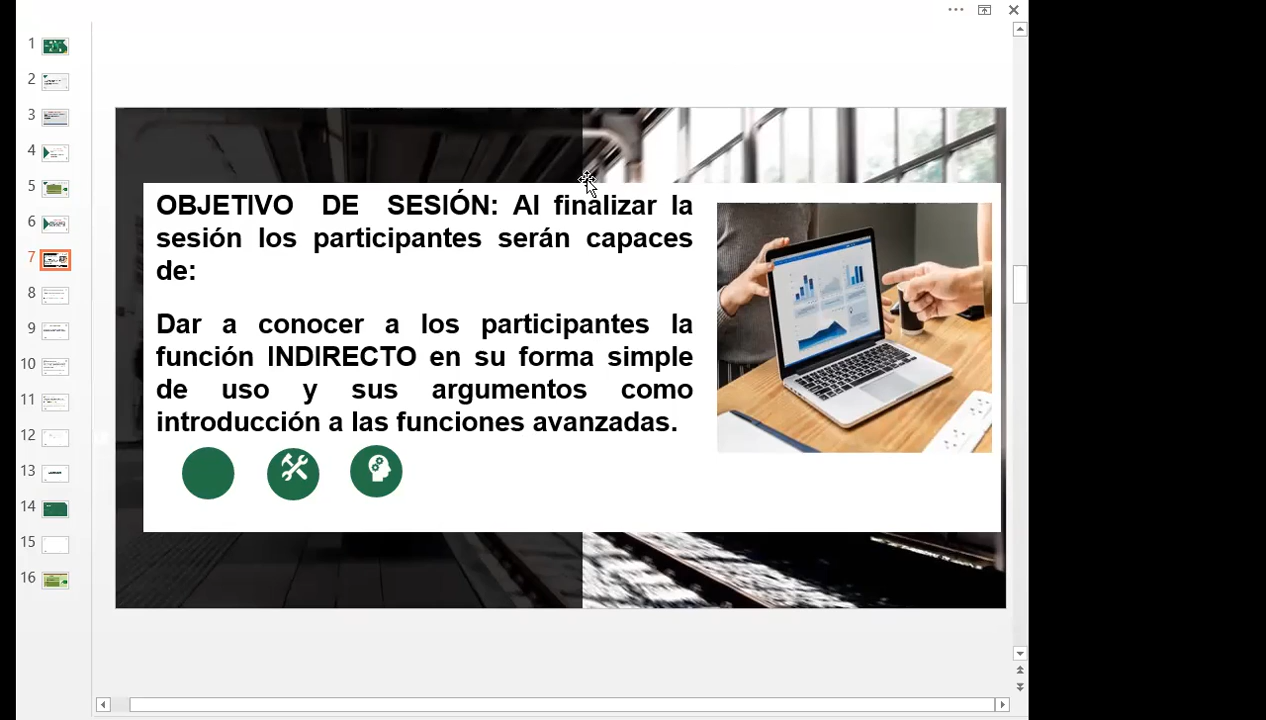 1
2
3
4
5
6
7
8
9
10
11
12
13
14
15
16
OBJETIVO DE SESIÓN: Al finalizar la
sesión los participantes serán capaces
de:
Dar a conocer a los participantes la
función INDIRECTO en su forma simple
de uso y sus argumentos como
introducción a las funciones avanzadas.